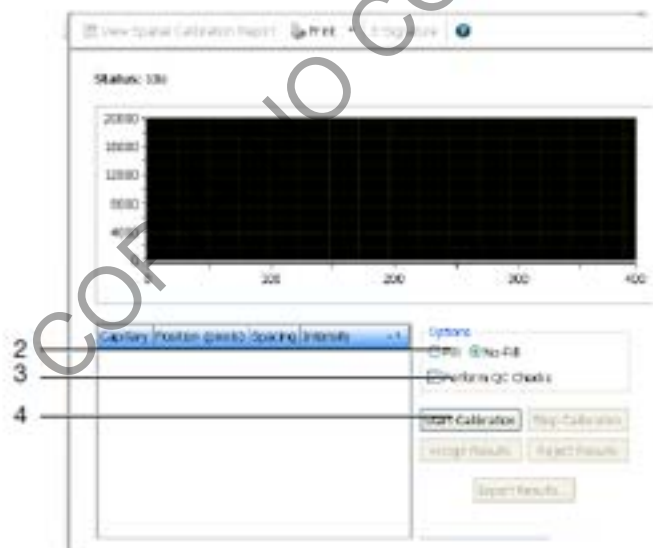 View Spatial Calibration Report Print E-Signature
Status: Idle
20000
16000
12000
8000
4000
0
0 100 200 300 400
Capillary Position (pixels) Spacing Intensity
Options
Fill No Fill
Perform QC Checks
Start Calibration Stop Calibration
Accept Results Reject Results
Export Results...
2
3
4